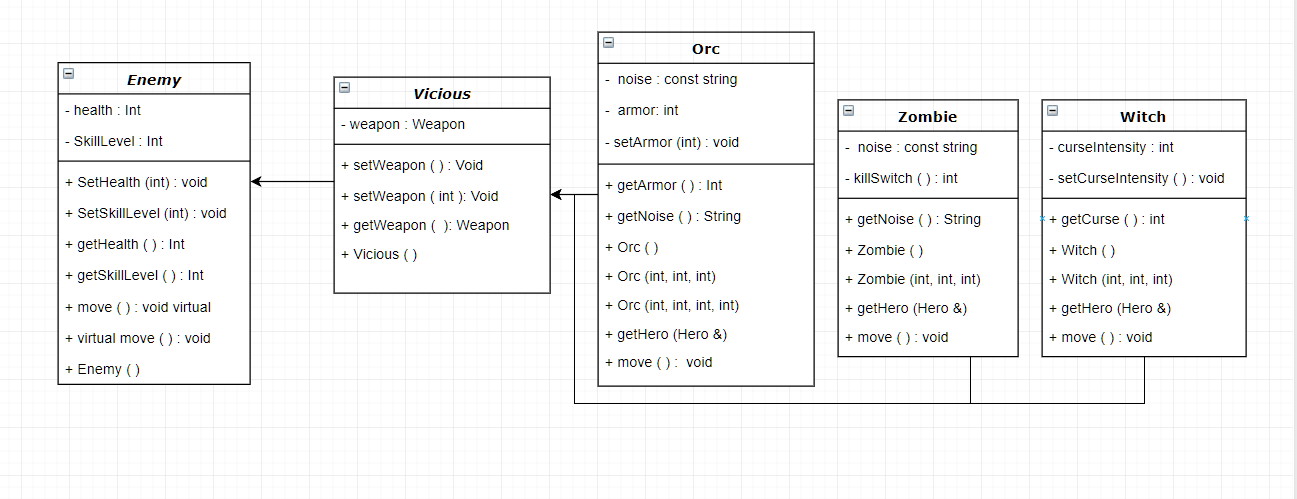 Enemy
- health : Int
- SkillLevel : Int
+ SetHealth (int) : void
+ SetSkillLevel (int) : void
+ getHealth ( ) : Int
+ getSkillLevel ( ) : Int
+ move ( ) : void virtual
+ virtual move ( ) : void
+ Enemy ( )
Vicious
- weapon : Weapon
+ setWeapon ( ) : Void
+ setWeapon ( int ): Void
+ getWeapon (  ): Weapon
+ Vicious ( )
Orc
-  noise : const string
-  armor: int
- setArmor (int) : void
+ getArmor ( ) : Int
+ getNoise ( ) : String
+ Orc ( )
+ Orc (int, int, int)
+ Orc (int, int, int, int)
+ getHero (Hero &)
+ move ( ) :  void
Zombie
-  noise : const string
- killSwitch ( ) : int
+ getNoise ( ) : String
+ Zombie ( )
+ Zombie (int, int, int)
+ getHero (Hero &)
+ move ( ) : void
Witch
- curseIntensity : int
- setCurseIntensity ( ) : void
+ getCurse ( ) : int
+ Witch ( )
+ Witch (int, int, int)
+ getHero (Hero &)
+ move ( ) : void